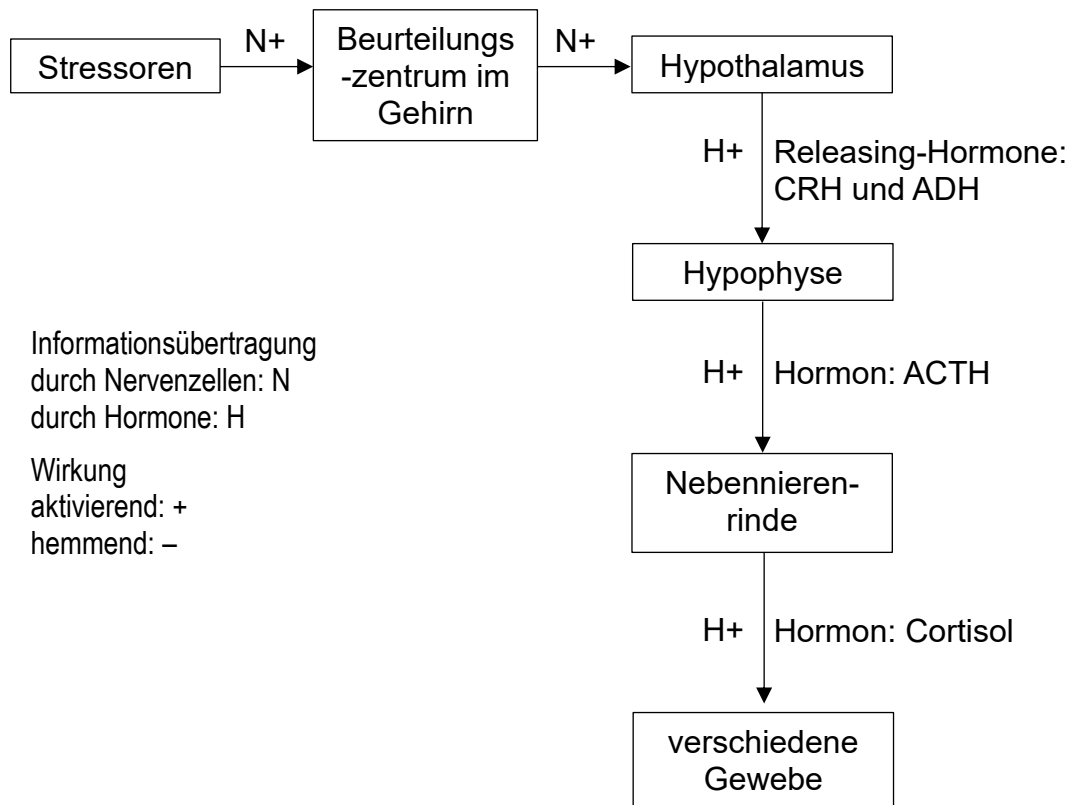 Stressoren
N+
Beurteilungs
-zentrum im
Gehirn
N+
Hypothalamus
H+
Releasing-Hormone:
CRH und ADH
Hypophyse
H+
Hormon: ACTH
Nebennieren-
rinde
H+
Hormon: Cortisol
verschiedene
Gewebe
Informationsübertragung
durch Nervenzellen: N
durch Hormone: H
Wirkung
aktivierend: +
hemmend: –